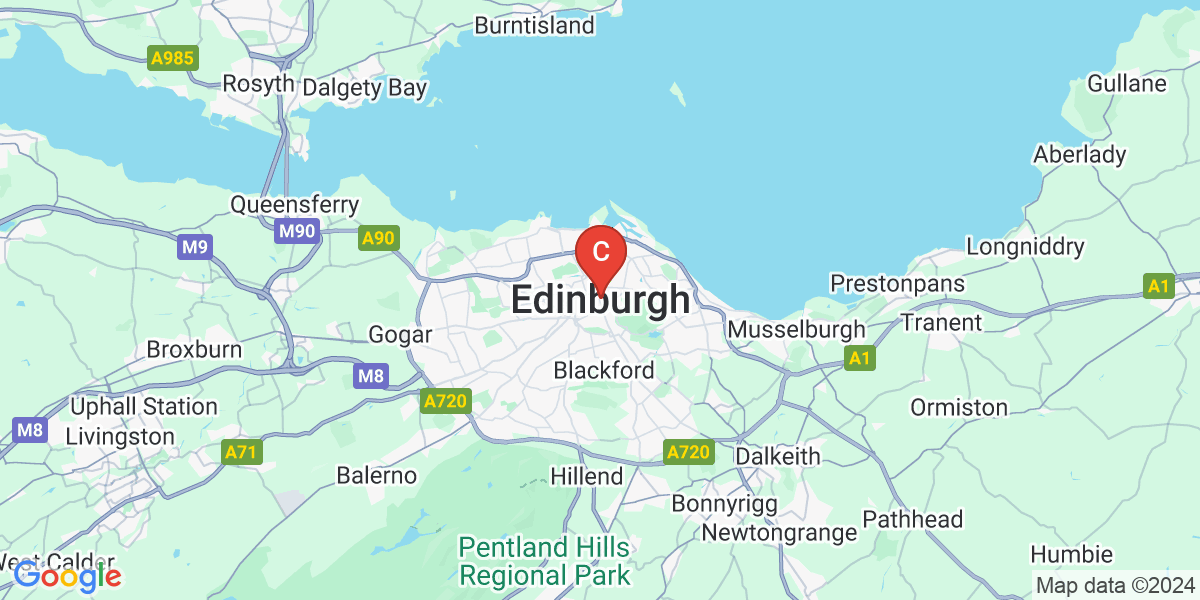 Burntisland
A985
Rosyth
Dalgety Bay
Gullane
Aberlady
Queensferry
M90
A90
M9
C
Longniddry
Prestonpans
A1
Edinburgh
Tranent
Musselburgh
Gogar
Broxburn
A1
Blackford
M8
A720
Uphall Station
Ormiston
M8
Livingston
A71
A720
Dalkeith
Balerno
Hillend
Bonnyrigg
Newtongrange
Pathhead
Pentland Hills
Regional Park
Humbie
West Calder
Google
Map data ©2024